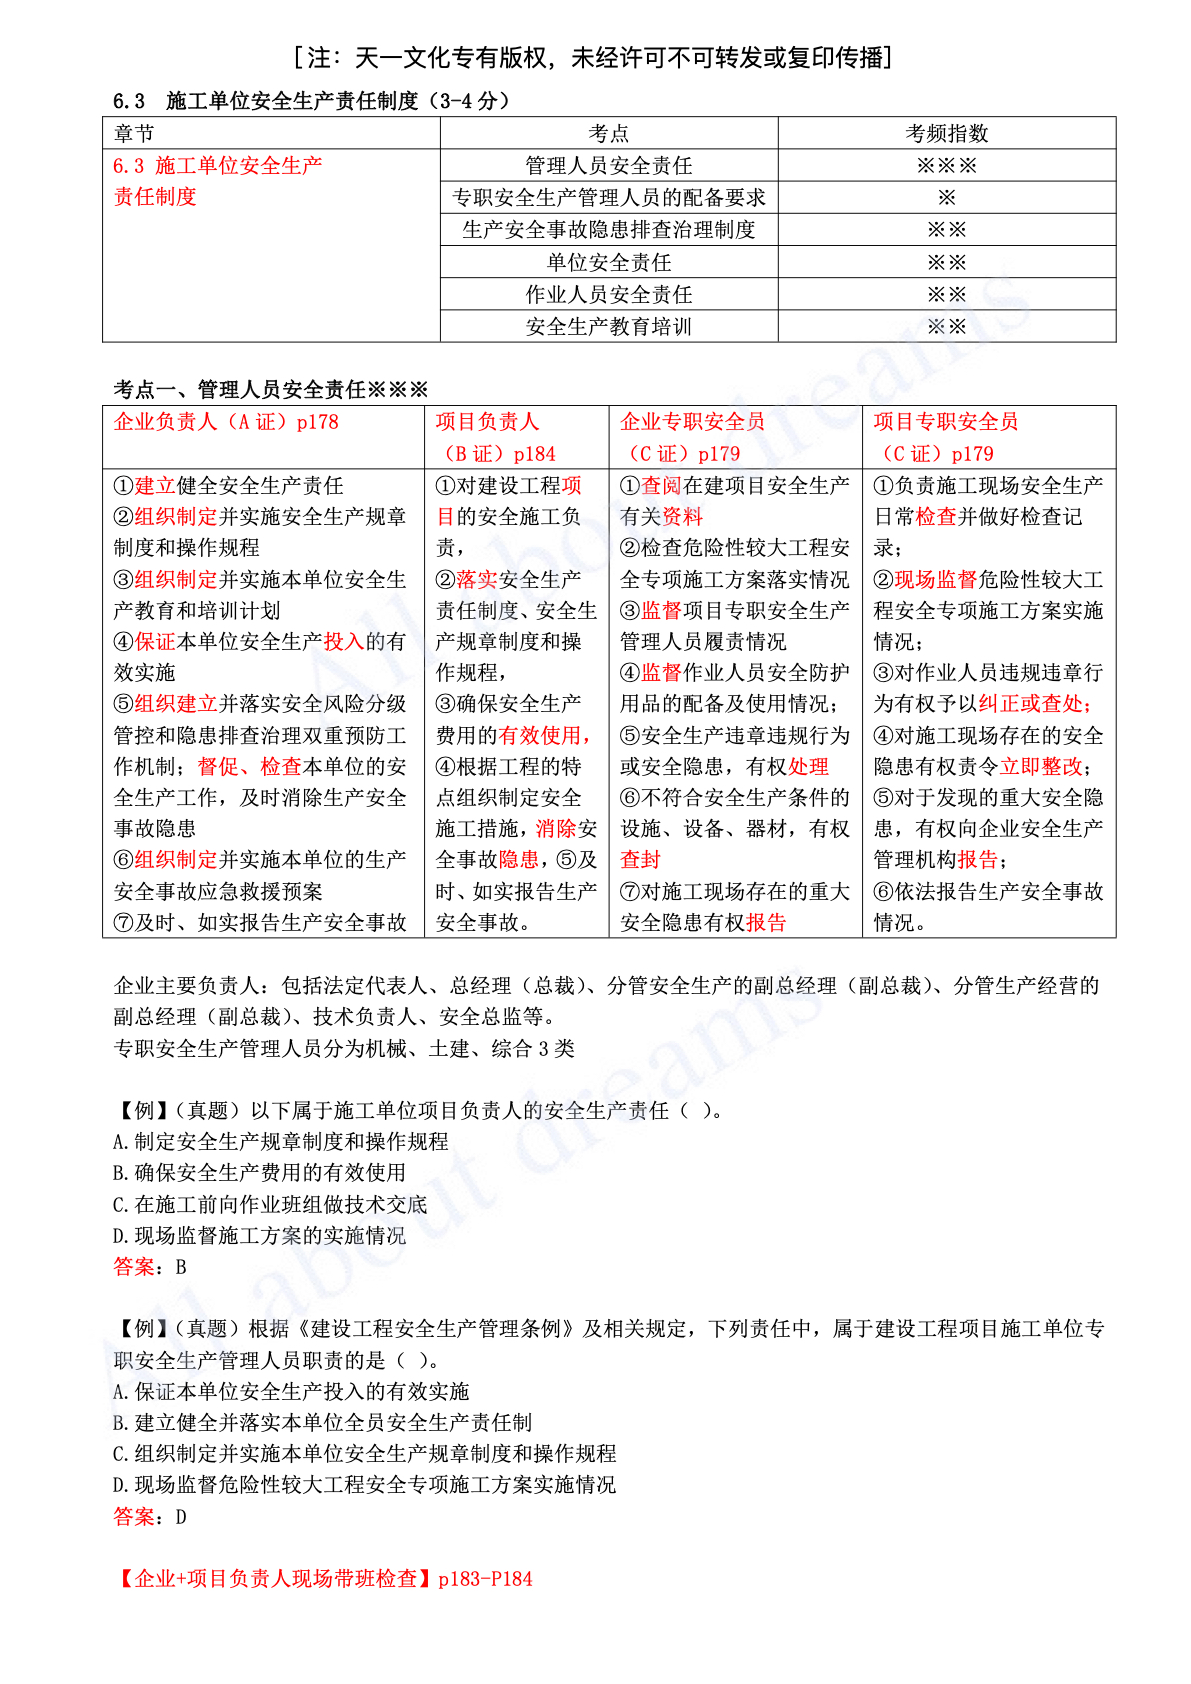 [注：天一文化专有版权，未经许可不可转发或复印传播]
6.3 施工单位安全生产责任制度（3-4 分）
章节 考点 考频指数
6.3 施工单位安全生产
责任制度
管理人员安全责任 ※※※
专职安全生产管理人员的配备要求 ※
生产安全事故隐患排查治理制度 ※※
单位安全责任 ※※
作业人员安全责任 ※※
安全生产教育培训 ※※
考点一、管理人员安全责任※※※
企业负责人（A 证）p178
项目负责人
（B 证）p184
企业专职安全员
（C 证）p179
项目专职安全员
（C 证）p179
①建立健全安全生产责任
②组织制定并实施安全生产规章
制度和操作规程
③组织制定并实施本单位安全生
产教育和培训计划
④保证本单位安全生产投入的有
效实施
⑤组织建立并落实安全风险分级
管控和隐患排查治理双重预防工
作机制；督促、检查本单位的安
全生产工作，及时消除生产安全
事故隐患
⑥组织制定并实施本单位的生产
安全事故应急救援预案
⑦及时、如实报告生产安全事故
①对建设工程项
目的安全施工负
责，
②落实安全生产
责任制度、安全生
产规章制度和操
作规程，
③确保安全生产
费用的有效使用，
④根据工程的特
点组织制定安全
施工措施，消除安
全事故隐患，⑤及
时、如实报告生产
安全事故。
①查阅在建项目安全生产
有关资料
②检查危险性较大工程安
全专项施工方案落实情况
③监督项目专职安全生产
管理人员履责情况
④监督作业人员安全防护
用品的配备及使用情况；
⑤安全生产违章违规行为
或安全隐患，有权处理
⑥不符合安全生产条件的
设施、设备、器材，有权
查封
⑦对施工现场存在的重大
安全隐患有权报告
①负责施工现场安全生产
日常检查并做好检查记
录；
②现场监督危险性较大工
程安全专项施工方案实施
情况；
③对作业人员违规违章行
为有权予以纠正或查处；
④对施工现场存在的安全
隐患有权责令立即整改；
⑤对于发现的重大安全隐
患，有权向企业安全生产
管理机构报告；
⑥依法报告生产安全事故
情况。
企业主要负责人：包括法定代表人、总经理（总裁）、分管安全生产的副总经理（副总裁）、分管生产经营的
副总经理（副总裁）、技术负责人、安全总监等。
专职安全生产管理人员分为机械、土建、综合 3 类
【例】（真题）以下属于施工单位项目负责人的安全生产责任（ ）。
A.制定安全生产规章制度和操作规程
B.确保安全生产费用的有效使用
C.在施工前向作业班组做技术交底
D.现场监督施工方案的实施情况
答案：B
【例】（真题）根据《建设工程安全生产管理条例》及相关规定，下列责任中，属于建设工程项目施工单位专
职安全生产管理人员职责的是（ ）。
A.保证本单位安全生产投入的有效实施
B.建立健全并落实本单位全员安全生产责任制
C.组织制定并实施本单位安全生产规章制度和操作规程
D.现场监督危险性较大工程安全专项施工方案实施情况
答案：D
【企业+项目负责人现场带班检查】p183-P184
All about dreams
All about dreams